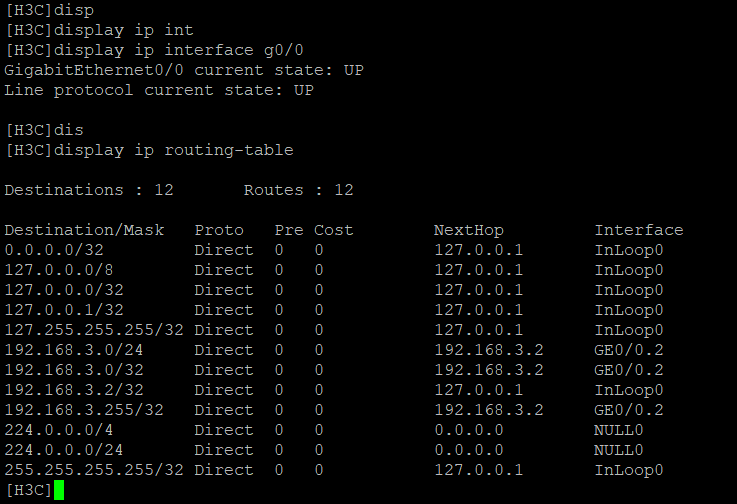 [H3C]disp
[H3C]display ip int
[H3C]display ip interface g0/0
GigabitEthernet0/0 current state: UP
Line protocol current state: UP
[H3C]dis
[H3C]display ip routing-table
Destinations : 12       Routes : 12
Destination/Mask   Proto   Pre Cost        NextHop         Interface
0.0.0.0/32         Direct  0   0           127.0.0.1       InLoop0
127.0.0.0/8        Direct  0   0           127.0.0.1       InLoop0
127.0.0.0/32       Direct  0   0           127.0.0.1       InLoop0
127.0.0.1/32       Direct  0   0           127.0.0.1       InLoop0
127.255.255.255/32 Direct  0   0           127.0.0.1       InLoop0
192.168.3.0/24     Direct  0   0           192.168.3.2     GE0/0.2
192.168.3.0/32     Direct  0   0           192.168.3.2     GE0/0.2
192.168.3.2/32     Direct  0   0           127.0.0.1       InLoop0
192.168.3.255/32   Direct  0   0           192.168.3.2     GE0/0.2
224.0.0.0/4        Direct  0   0           0.0.0.0         NULL0
224.0.0.0/24       Direct  0   0           0.0.0.0         NULL0
255.255.255.255/32 Direct  0   0           127.0.0.1       InLoop0
[H3C]